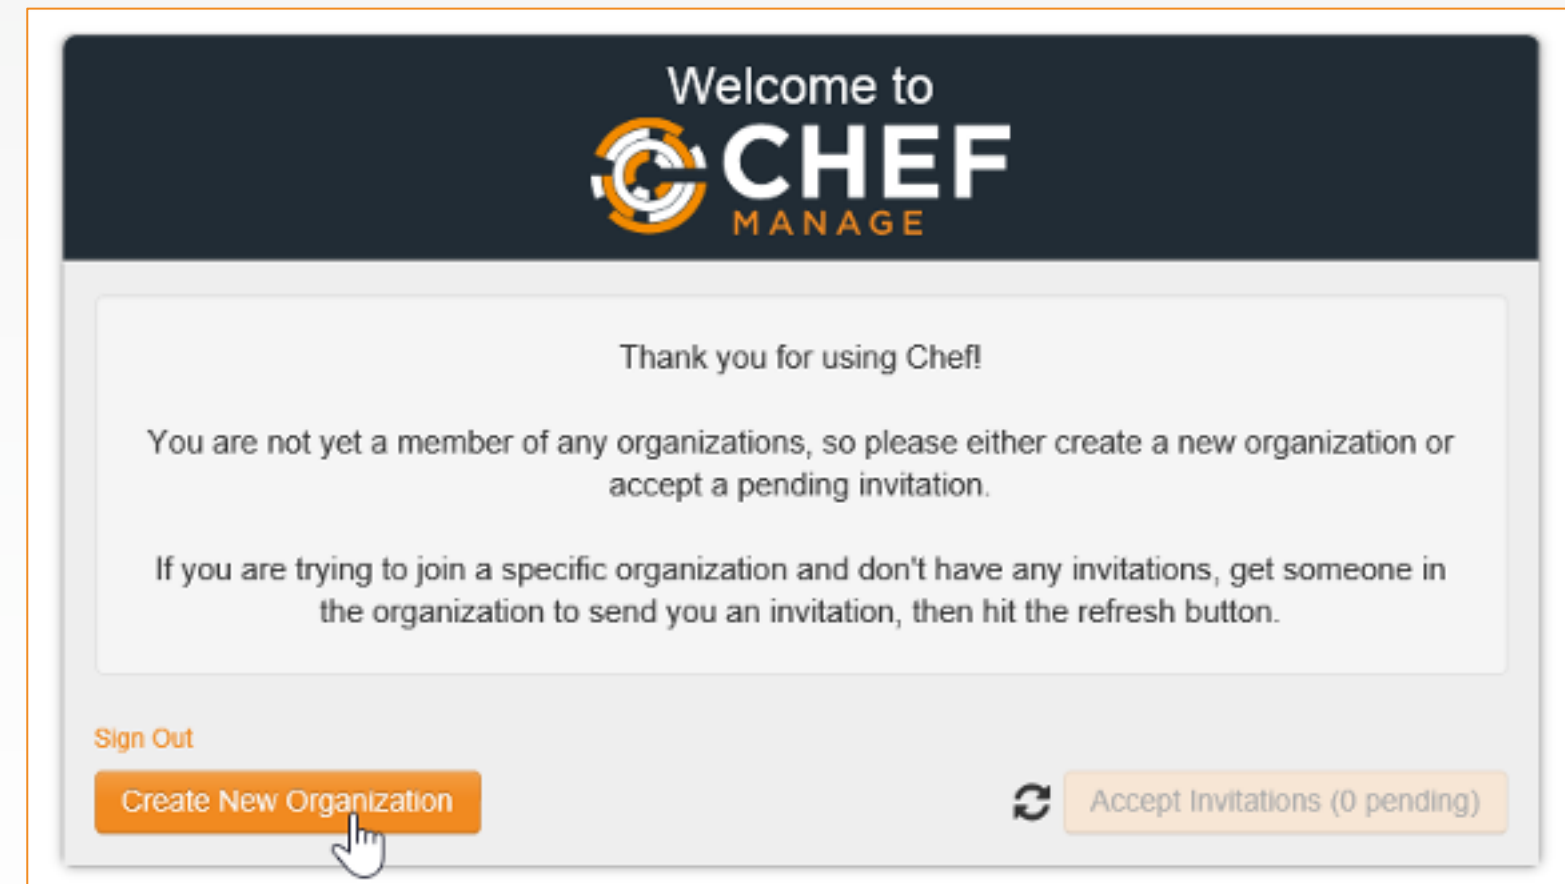 Welcome to
CHEF
MANAGE
Thank you for using Chef!
You are not yet a member of any organizations, so please either create a new organization or
accept a pending invitation.
If you are trying to join a specific organization and don't have any invitations, get someone in
the organization to send you an invitation, then hit the refresh button.
Sign Out
Create New Organization
Accept Invitations (0 pending)